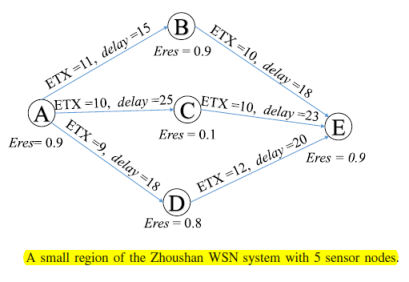 B
ETX =11, delay =15
Eres = 0.9
ETX =10, delay =18
A
ETX =10, delay =25
C
ETX =10, delay =23
E
Eres= 0.9
Eres = 0.1
Eres = 0.9
ETX =9, delay =18
ETX =12, delay =20
D
Eres = 0.8
A small region of the Zhoushan WSN system with 5 sensor nodes.